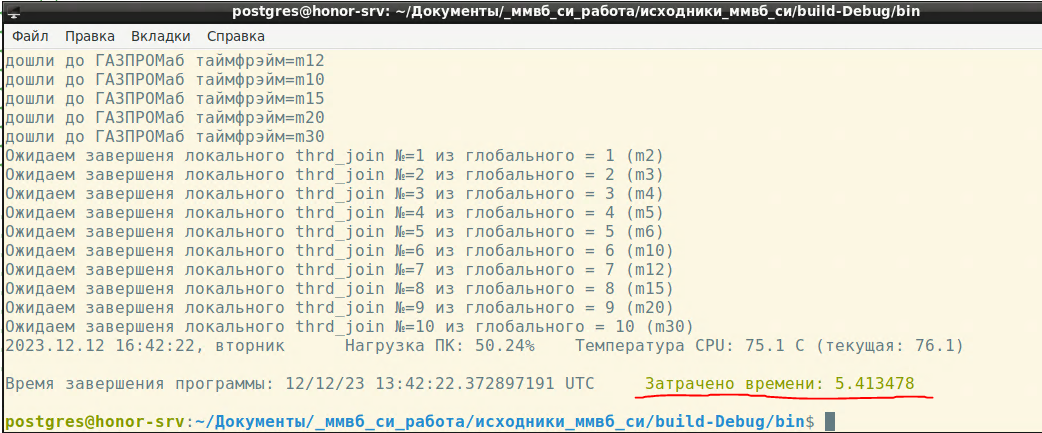 postgres@honor-srv: ~/Документы/_ммвб_си_работа/исходники_ммвб_си/build-Debug/bin
Файл Правка Вкладки Справка
дошли до ГАЗПРОМаб таймфрэйм=m12
дошли до ГАЗПРОМаб таймфрэйм=m10
дошли до ГАЗПРОМаб таймфрэйм=m15
дошли до ГАЗПРОМаб таймфрэйм=m20
дошли до ГАЗПРОМаб таймфрэйм=m30
Ожидаем завершеня локального thrd_join №=1 из глобального = 1 (m2)
Ожидаем завершеня локального thrd_join №=2 из глобального = 2 (m3)
Ожидаем завершеня локального thrd_join №=3 из глобального = 3 (m4)
Ожидаем завершеня локального thrd_join №=4 из глобального = 4 (m5)
Ожидаем завершеня локального thrd_join №=5 из глобального = 5 (m6)
Ожидаем завершеня локального thrd_join №=6 из глобального = 6 (m10)
Ожидаем завершеня локального thrd_join №=7 из глобального = 7 (m12)
Ожидаем завершеня локального thrd_join №=8 из глобального = 8 (m15)
Ожидаем завершеня локального thrd_join №=9 из глобального = 9 (m20)
Ожидаем завершеня локального thrd_join №=10 из глобального = 10 (m30)
2023.12.12 16:42:22, вторник Нагрузка ПК: 50.24% Температура CPU: 75.1 C (текущая: 76.1)
Время завершения программы: 12/12/23 13:42:22.372897191 UTC Затрачено времени: 5.413478
postgres@honor-srv:~/Документы/_ммвб_си_работа/исходники_ммвб_си/build-Debug/bin$